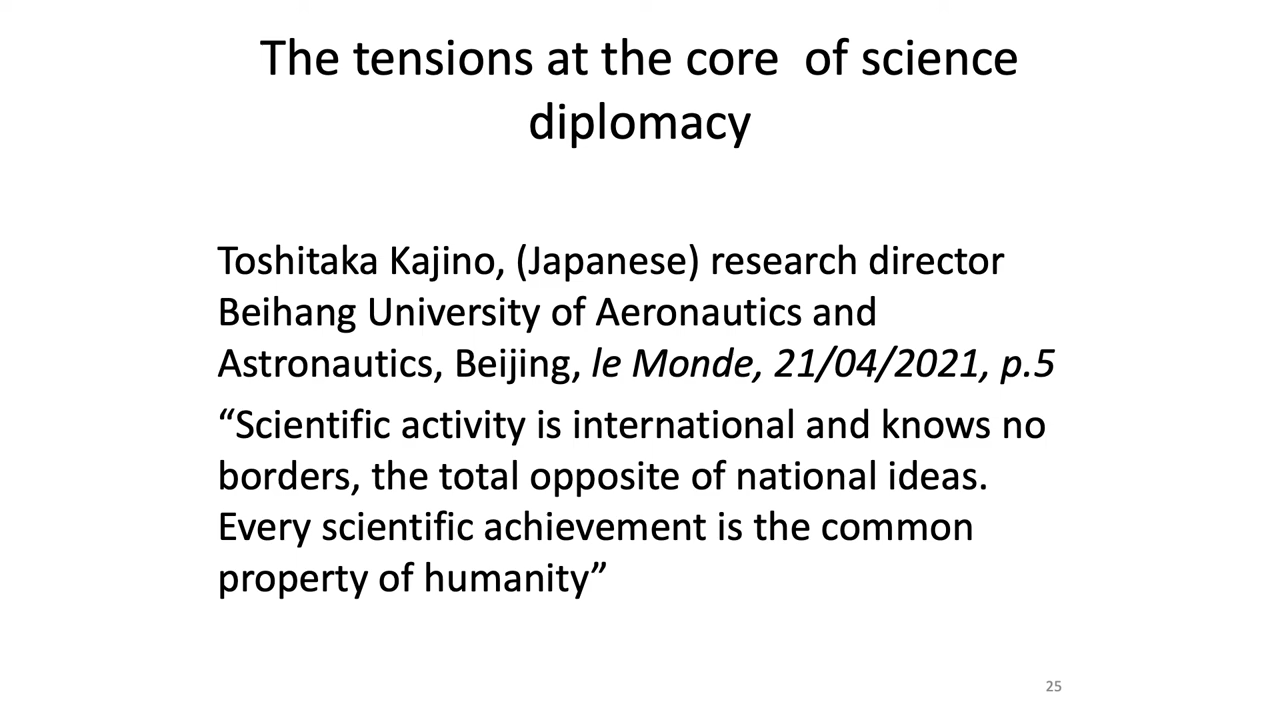 The tensions at the core  of science
diplomacy
Toshitaka Kajino, (Japanese) research director
Beihang University of Aeronautics and
Astronautics, Beijing, le Monde, 21/04/2021, p.5
“Scientific activity is international and knows no
borders, the total opposite of national ideas.
Every scientific achievement is the common
property of humanity”
25